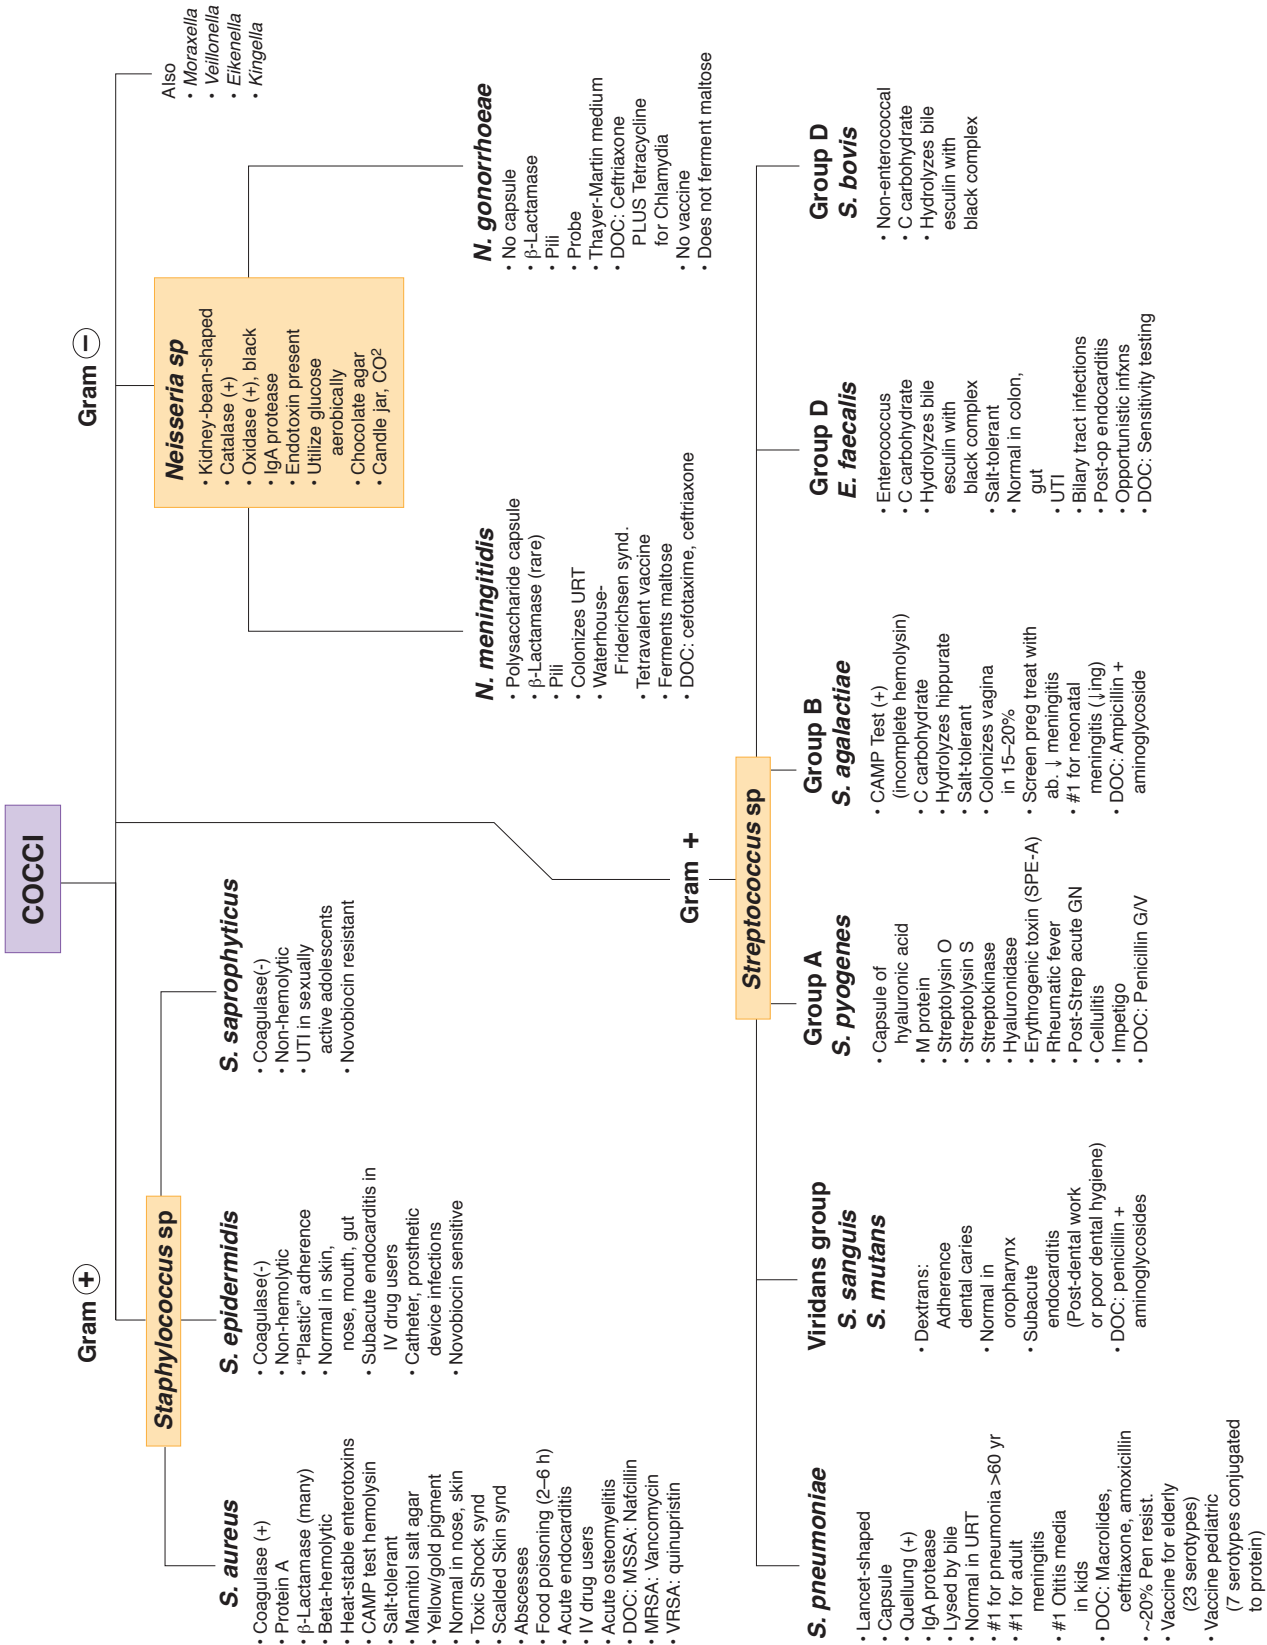 COCCI
Gram +
Gram −
Staphylococcus sp
S. aureus
• Coagulase (+)
• Protein A
• β-Lactamase (many)
• Beta-hemolytic
• Heat-stable enterotoxins
• CAMP test hemolysin
• Salt-tolerant
• Mannitol salt agar
• Yellow/gold pigment
• Normal in nose, skin
• Toxic Shock synd
• Scalded Skin synd
• Abscesses
• Food poisoning (2–6 h)
• Acute endocarditis
• IV drug users
• Acute osteomyelitis
• DOC: MSSA: Nafcillin
• MRSA: Vancomycin
• VRSA: quinupristin
S. epidermidis
• Coagulase(-)
• Non-hemolytic
• “Plastic” adherence
• Normal in skin,
nose, mouth, gut
• Subacute endocarditis in
IV drug users
• Catheter, prosthetic
device infections
• Novobiocin sensitive
S. saprophyticus
• Coagulase(-)
• Non-hemolytic
• UTI in sexually
active adolescents
• Novobiocin resistant
Neisseria sp
• Kidney-bean-shaped
• Catalase (+)
• Oxidase (+), black
• IgA protease
• Endotoxin present
• Utilize glucose
aerobically
• Chocolate agar
• Candle jar, CO²
Also
• Moraxella
• Veillonella
• Eikenella
• Kingella
N. meningitidis
• Polysaccharide capsule
• β-Lactamase (rare)
• Pili
• Colonizes URT
• Waterhouse-
Friderichsen synd.
• Tetravalent vaccine
• Ferments maltose
• DOC: cefotaxime, ceftriaxone
N. gonorrhoeae
• No capsule
• β-Lactamase
• Pili
• Probe
• Thayer-Martin medium
• DOC: Ceftriaxone
PLUS Tetracycline
for Chlamydia
• No vaccine
• Does not ferment maltose
Gram +
Streptococcus sp
S. pneumoniae
• Lancet-shaped
• Capsule
• Quellung (+)
• IgA protease
• Lysed by bile
• Normal in URT
• #1 for pneumonia >60 yr
• #1 for adult
meningitis
• #1 Otitis media
in kids
• DOC: Macrolides,
ceftriaxone, amoxicillin
• ~20% Pen resist.
• Vaccine for elderly
(23 serotypes)
• Vaccine pediatric
(7 serotypes conjugated
to protein)
Viridans group
S. sanguis
S. mutans
• Dextrans:
Adherence
dental caries
• Normal in
oropharynx
• Subacute
endocarditis
(Post-dental work
or poor dental hygiene)
• DOC: penicillin +
aminoglycosides
Group A
S. pyogenes
• Capsule of
hyaluronic acid
• M protein
• Streptolysin O
• Streptolysin S
• Streptokinase
• Hyaluronidase
• Erythrogenic toxin (SPE-A)
• Rheumatic fever
• Post-Strep acute GN
• Cellulitis
• Impetigo
• DOC: Penicillin G/V
Group B
S. agalactiae
• CAMP Test (+)
(incomplete hemolysin)
• C carbohydrate
• Hydrolyzes hippurate
• Salt-tolerant
• Colonizes vagina
in 15–20%
• Screen preg treat with
ab. ↓ meningitis
• #1 for neonatal
meningitis (↓ing)
• DOC: Ampicillin +
aminoglycoside
Group D
E. faecalis
• Enterococcus
• C carbohydrate
• Hydrolyzes bile
esculin with
black complex
• Salt-tolerant
• Normal in colon,
gut
• UTI
• Bilary tract infections
• Post-op endocarditis
• Opportunistic infxns
• DOC: Sensitivity testing
Group D
S. bovis
• Non-enterococcal
• C carbohydrate
• Hydrolyzes bile
esculin with
black complex